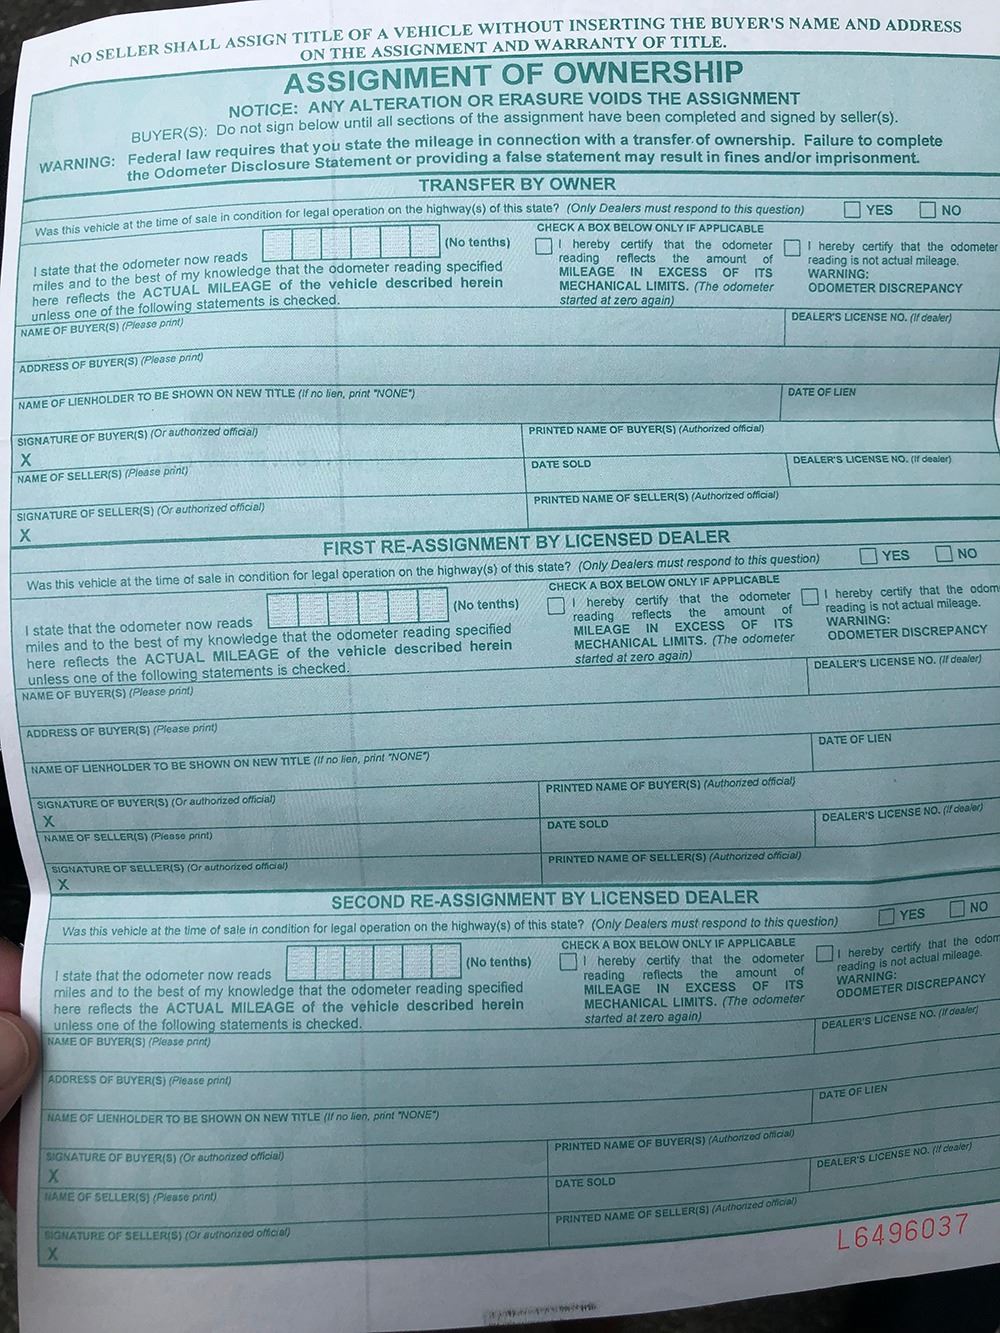 NO SELLER SHALL ASSIGN TITLE OF A VEHICLE WITHOUT INSERTING THE BUYER'S NAME AND ADDRESS
ON THE ASSIGNMENT AND WARRANTY OF TITLE.
ASSIGNMENT OF OWNERSHIP
NOTICE: ANY ALTERATION OR ERASURE VOIDS THE ASSIGNMENT
BUYER(S): Do not sign below until all sections of the assignment have been completed and signed by seller(s).
WARNING: Federal law requires that you state the mileage in connection with a transfer of ownership. Failure to complete
the Odometer Disclosure Statement or providing a false statement may result in fines and/or imprisonment.
TRANSFER BY OWNER
Was this vehicle at the time of sale in condition for legal operation on the highway(s) of this state? (Only Dealers must respond to this question) YES NO
I state that the odometer now reads (No tenths)
miles and to the best of my knowledge that the odometer reading specified
here reflects the ACTUAL MILEAGE of the vehicle described herein
unless one of the following statements is checked.
CHECK A BOX BELOW ONLY IF APPLICABLE
I hereby certify that the odometer
reading reflects the amount of
MILEAGE IN EXCESS OF ITS
MECHANICAL LIMITS. (The odometer
started at zero again)
I hereby certify that the odometer
reading is not actual mileage.
WARNING:
ODOMETER DISCREPANCY
NAME OF BUYER(S) (Please print)
DEALER'S LICENSE NO. (If dealer)
ADDRESS OF BUYER(S) (Please print)
NAME OF LIENHOLDER TO BE SHOWN ON NEW TITLE (If no lien, print "NONE")
DATE OF LIEN
SIGNATURE OF BUYER(S) (Or authorized official)
X
PRINTED NAME OF BUYER(S) (Authorized official)
NAME OF SELLER(S) (Please print)
DATE SOLD
DEALER'S LICENSE NO. (If dealer)
SIGNATURE OF SELLER(S) (Or authorized official)
X
PRINTED NAME OF SELLER(S) (Authorized official)
FIRST RE-ASSIGNMENT BY LICENSED DEALER
Was this vehicle at the time of sale in condition for legal operation on the highway(s) of this state? (Only Dealers must respond to this question) YES NO
I state that the odometer now reads (No tenths)
miles and to the best of my knowledge that the odometer reading specified
here reflects the ACTUAL MILEAGE of the vehicle described herein
unless one of the following statements is checked.
CHECK A BOX BELOW ONLY IF APPLICABLE
I hereby certify that the odometer
reading reflects the amount of
MILEAGE IN EXCESS OF ITS
MECHANICAL LIMITS. (The odometer
started at zero again)
I hereby certify that the odom
reading is not actual mileage.
WARNING:
ODOMETER DISCREPANCY
NAME OF BUYER(S) (Please print)
DEALER'S LICENSE NO. (If dealer)
ADDRESS OF BUYER(S) (Please print)
NAME OF LIENHOLDER TO BE SHOWN ON NEW TITLE (If no lien, print "NONE")
DATE OF LIEN
SIGNATURE OF BUYER(S) (Or authorized official)
X
PRINTED NAME OF BUYER(S) (Authorized official)
NAME OF SELLER(S) (Please print)
DATE SOLD
DEALER'S LICENSE NO. (If dealer)
SIGNATURE OF SELLER(S) (Or authorized official)
X
PRINTED NAME OF SELLER(S) (Authorized official)
SECOND RE-ASSIGNMENT BY LICENSED DEALER
Was this vehicle at the time of sale in condition for legal operation on the highway(s) of this state? (Only Dealers must respond to this question) YES NO
I state that the odometer now reads (No tenths)
miles and to the best of my knowledge that the odometer reading specified
here reflects the ACTUAL MILEAGE of the vehicle described herein
unless one of the following statements is checked.
CHECK A BOX BELOW ONLY IF APPLICABLE
I hereby certify that the odometer
reading reflects the amount of
MILEAGE IN EXCESS OF ITS
MECHANICAL LIMITS. (The odometer
started at zero again)
I hereby certify that the odom
reading is not actual mileage.
WARNING:
ODOMETER DISCREPANCY
NAME OF BUYER(S) (Please print)
DEALER'S LICENSE NO. (If dealer)
ADDRESS OF BUYER(S) (Please print)
NAME OF LIENHOLDER TO BE SHOWN ON NEW TITLE (If no lien, print "NONE")
DATE OF LIEN
SIGNATURE OF BUYER(S) (Or authorized official)
X
PRINTED NAME OF BUYER(S) (Authorized official)
NAME OF SELLER(S) (Please print)
DATE SOLD
DEALER'S LICENSE NO. (If dealer)
SIGNATURE OF SELLER(S) (Or authorized official)
X
PRINTED NAME OF SELLER(S) (Authorized official)
L6496037